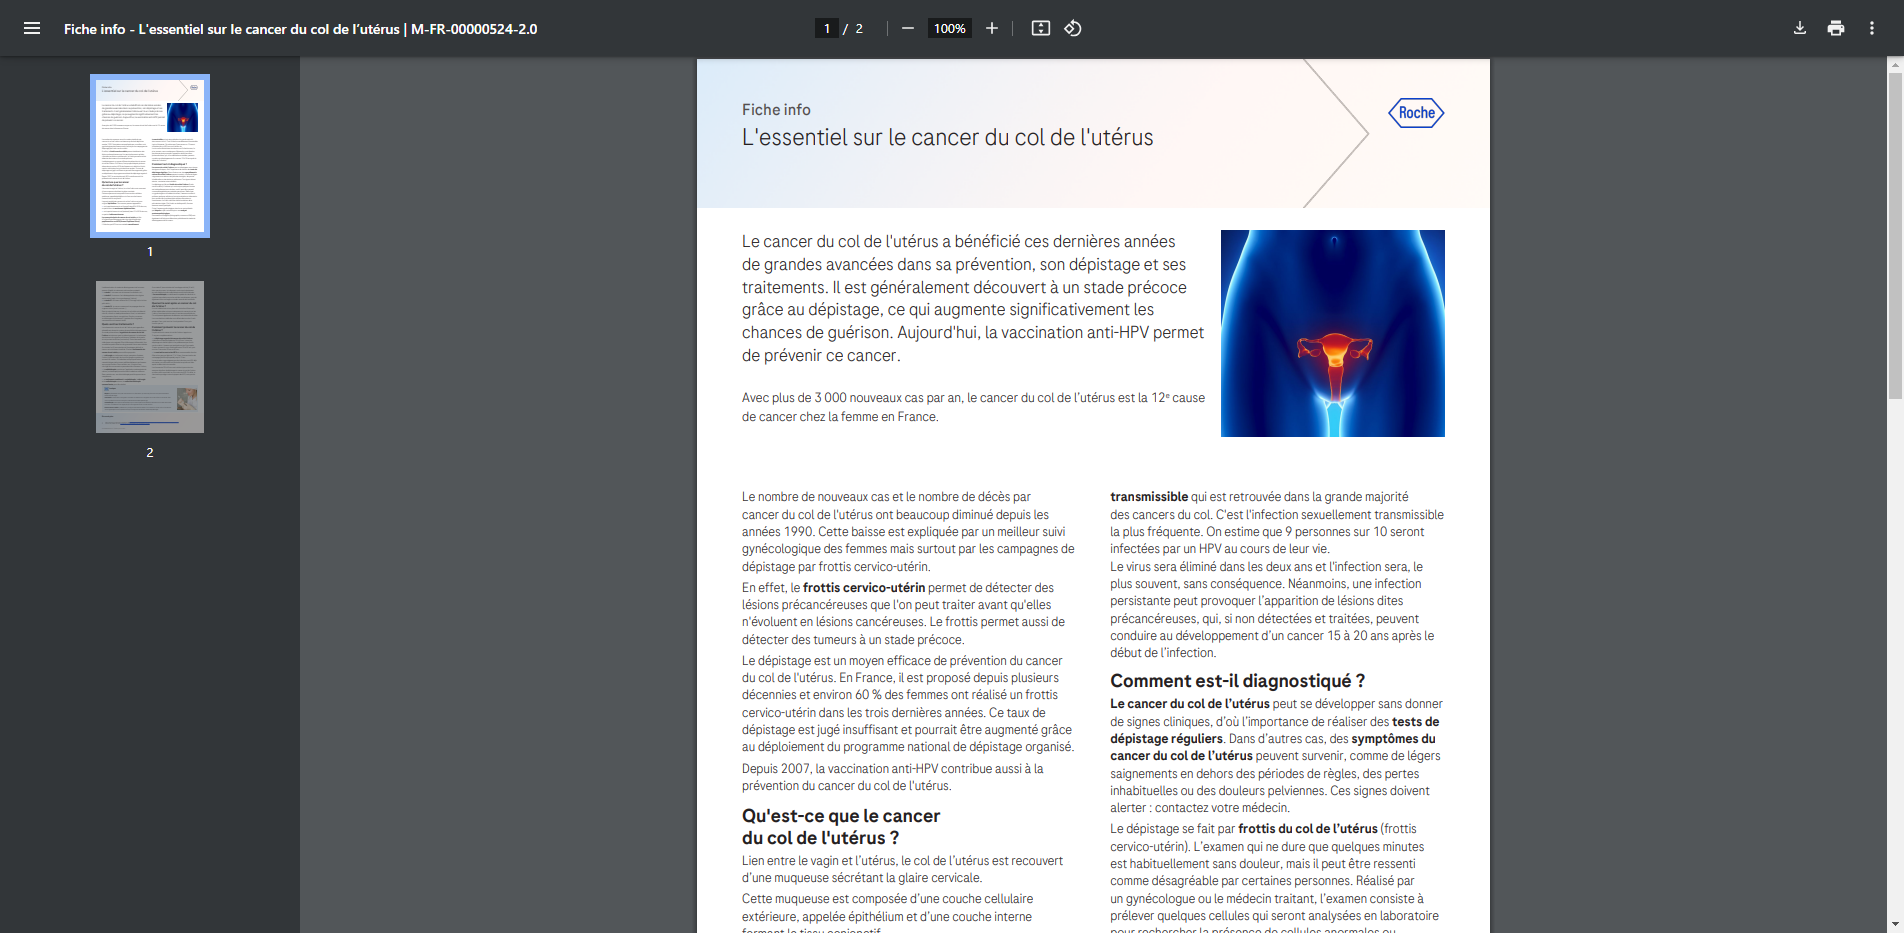 Fiche info - L'essentiel sur le cancer du col de l'utérus | M-FR-00000524-2.0
1 / 2
100%
1
2
Fiche info
L'essentiel sur le cancer du col de l'utérus
Roche
Le cancer du col de l'utérus a bénéficié ces dernières années
de grandes avancées dans sa prévention, son dépistage et ses
traitements. Il est généralement découvert à un stade précoce
grâce au dépistage, ce qui augmente significativement les
chances de guérison. Aujourd'hui, la vaccination anti-HPV permet
de prévenir ce cancer.
Avec plus de 3 000 nouveaux cas par an, le cancer du col de l'utérus est la 12e cause
de cancer chez la femme en France.
Le nombre de nouveaux cas et le nombre de décès par
cancer du col de l'utérus ont beaucoup diminué depuis les
années 1990. Cette baisse est expliquée par un meilleur suivi
gynécologique des femmes mais surtout par les campagnes de
dépistage par frottis cervico-utérin.
En effet, le frottis cervico-utérin permet de détecter des
lésions précancéreuses que l'on peut traiter avant qu'elles
n'évoluent en lésions cancéreuses. Le frottis permet aussi de
détecter des tumeurs à un stade précoce.
Le dépistage est un moyen efficace de prévention du cancer
du col de l'utérus. En France, il est proposé depuis plusieurs
décennies et environ 60 % des femmes ont réalisé un frottis
cervico-utérin dans les trois dernières années. Ce taux de
dépistage est jugé insuffisant et pourrait être augmenté grâce
au déploiement du programme national de dépistage organisé.
Depuis 2007, la vaccination anti-HPV contribue aussi à la
prévention du cancer du col de l'utérus.
Qu'est-ce que le cancer
du col de l'utérus ?
Lien entre le vagin et l'utérus, le col de l'utérus est recouvert
d'une muqueuse sécrétant la glaire cervicale.
Cette muqueuse est composée d'une couche cellulaire
extérieure, appelée épithélium et d'une couche interne
formant le tissu conjonctif.
transmissible qui est retrouvée dans la grande majorité
des cancers du col. C'est l'infection sexuellement transmissible
la plus fréquente. On estime que 9 personnes sur 10 seront
infectées par un HPV au cours de leur vie.
Le virus sera éliminé dans les deux ans et l'infection sera, le
plus souvent, sans conséquence. Néanmoins, une infection
persistante peut provoquer l'apparition de lésions dites
précancéreuses, qui, si non détectées et traitées, peuvent
conduire au développement d'un cancer 15 à 20 ans après le
début de l'infection.
Comment est-il diagnostiqué ?
Le cancer du col de l'utérus peut se développer sans donner
de signes cliniques, d'où l'importance de réaliser des tests de
dépistage réguliers. Dans d'autres cas, des symptômes du
cancer du col de l'utérus peuvent survenir, comme de légers
saignements en dehors des périodes de règles, des pertes
inhabituelles ou des douleurs pelviennes. Ces signes doivent
alerter : contactez votre médecin.
Le dépistage se fait par frottis du col de l'utérus (frottis
cervico-utérin). L'examen qui ne dure que quelques minutes
est habituellement sans douleur, mais il peut être ressenti
comme désagréable par certaines personnes. Réalisé par
un gynécologue ou le médecin traitant, l'examen consiste à
prélever quelques cellules qui seront analysées en laboratoire
pour rechercher la présence de cellules anormales ou